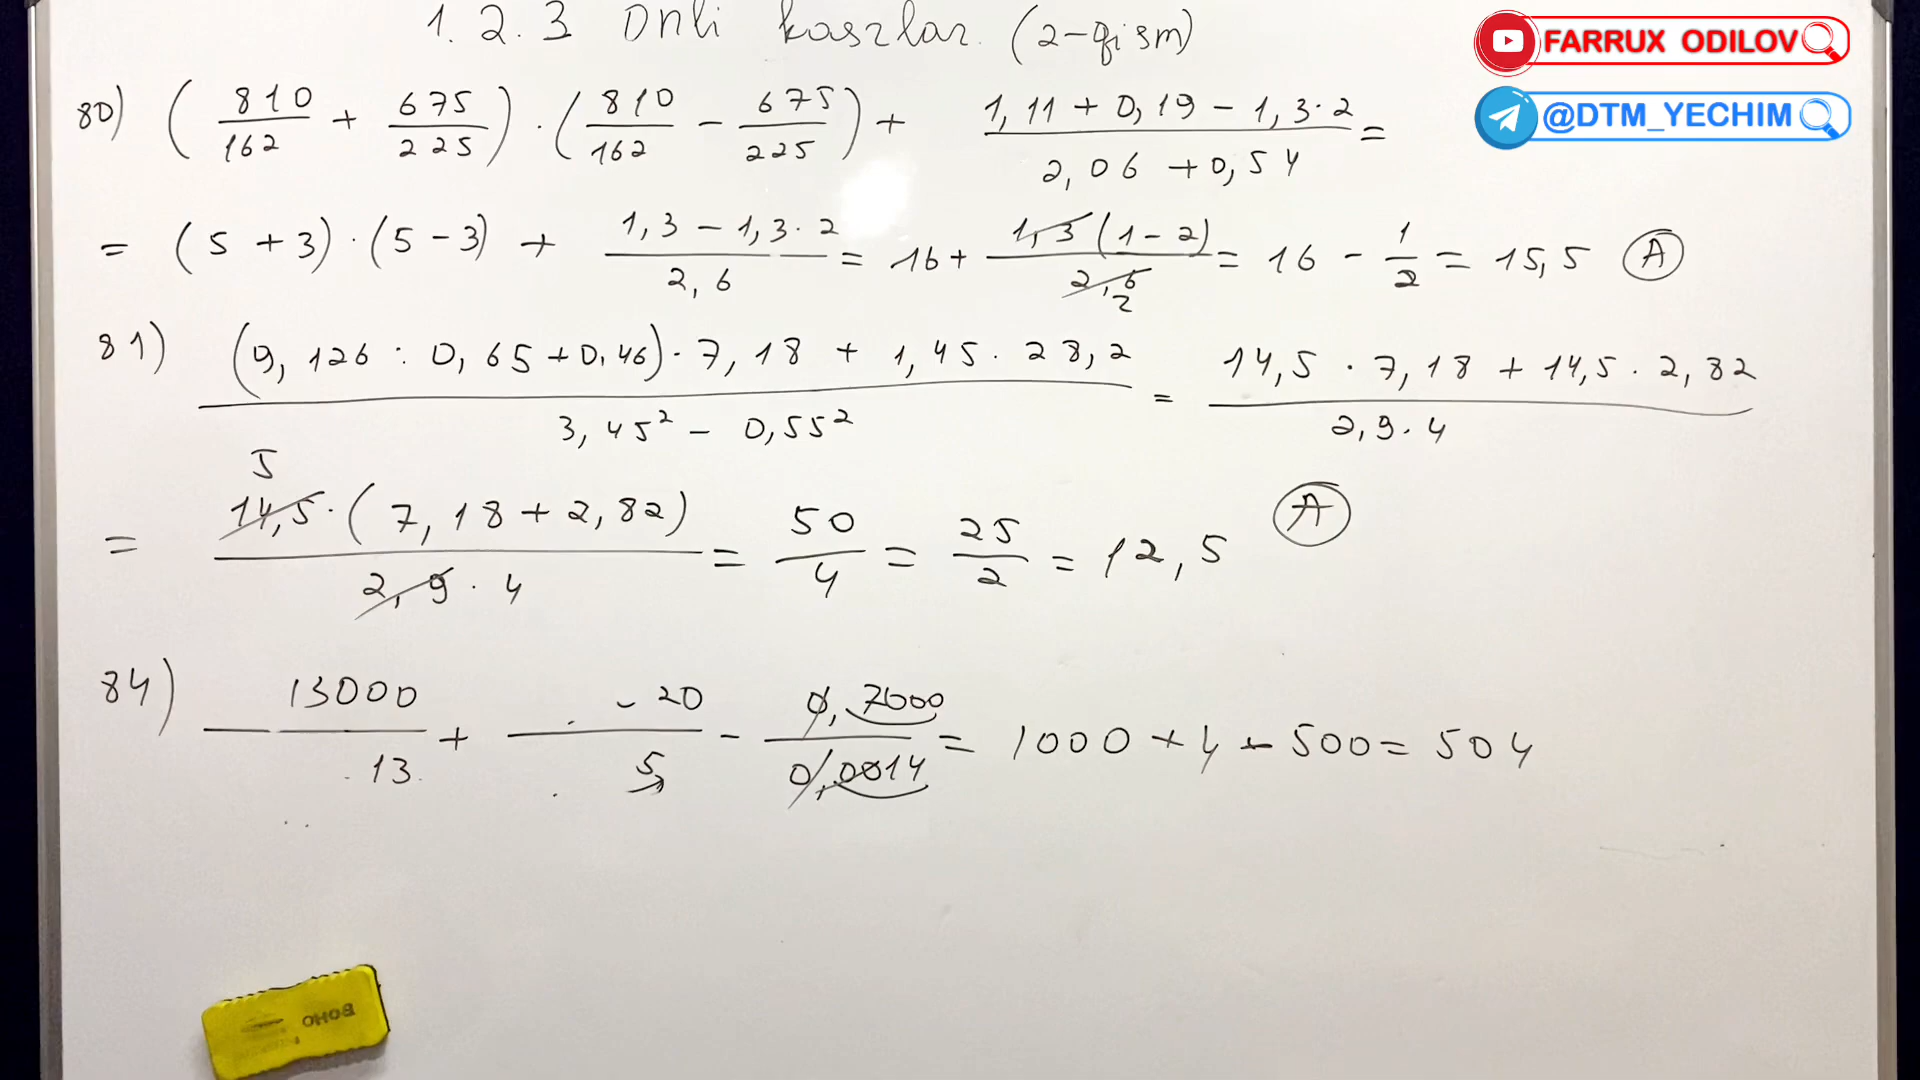 1.2.3 Onli kasrlar. (2-qism)
FARRUX ODILOV
@DTM_YECHIM
80) (810/162 + 675/225) · (810/162 - 675/225) + (1,11 + 0,19 - 1,3·2)/(2,06 + 0,54) =
= (5 + 3)·(5 - 3) + (1,3 - 1,3·2)/2,6 = 16 + 1,3(1 - 2)/2,6 2 = 16 - 1/2 = 15,5 A
81) ((9,126 : 0,65 + 0,46)·7,18 + 1,45·28,2)/(3,45² - 0,55²) = (14,5·7,18 + 14,5·2,82)/(2,9·4)
= 5 14,5·(7,18 + 2,82)/(2,9·4) = 50/4 = 25/2 = 12,5 A
84) 13000/13 + 20/5 - 0,7000/0,0014 = 1000 + 4 - 500 = 504
BOHO